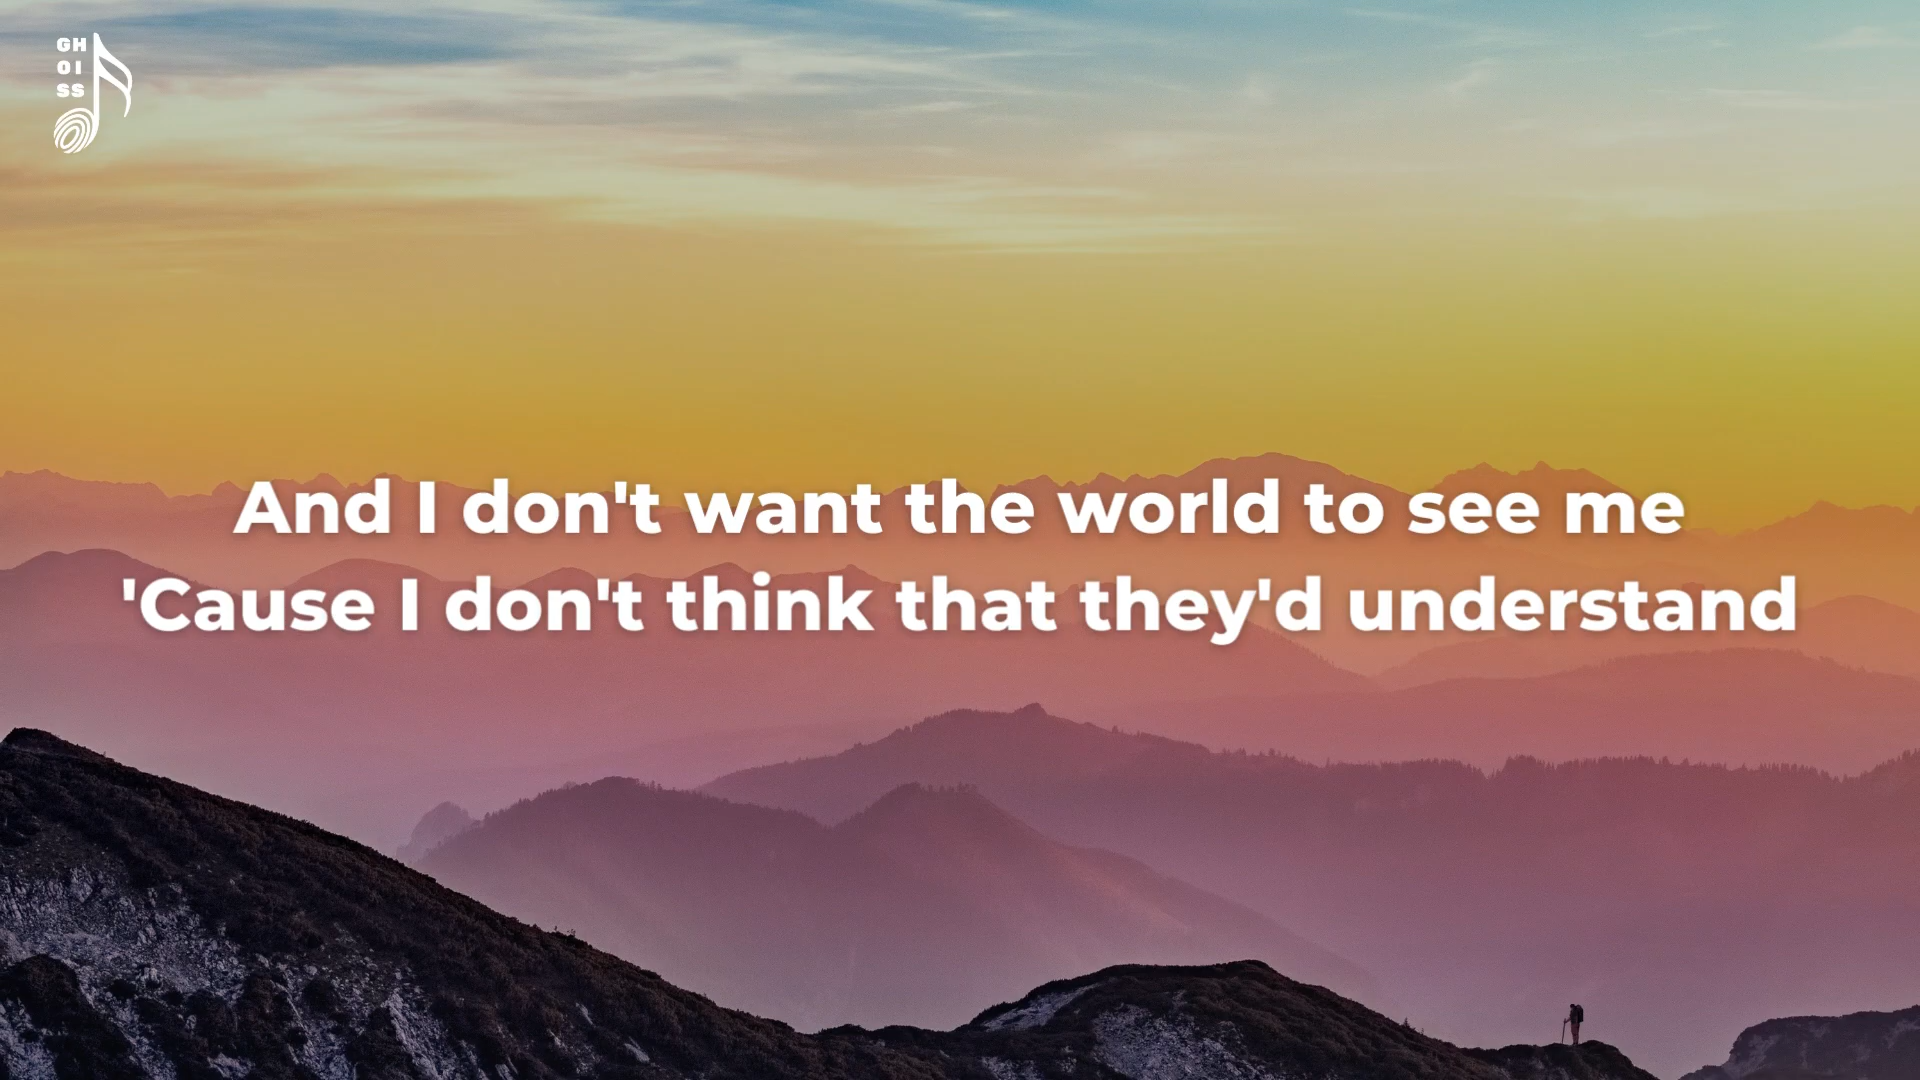 GH
OI
SS
And I don't want the world to see me
'Cause I don't think that they'd understand